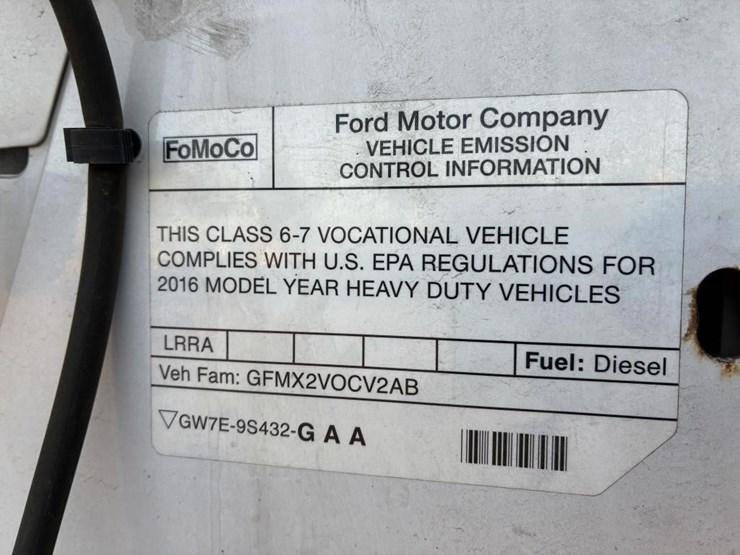 FoMoCo
Ford Motor Company
VEHICLE EMISSION
CONTROL INFORMATION
THIS CLASS 6-7 VOCATIONAL VEHICLE
COMPLIES WITH U.S. EPA REGULATIONS FOR
2016 MODEL YEAR HEAVY DUTY VEHICLES
LRRA
Fuel: Diesel
Veh Fam: GFMX2VOCV2AB
▽GW7E-9S432-G A A